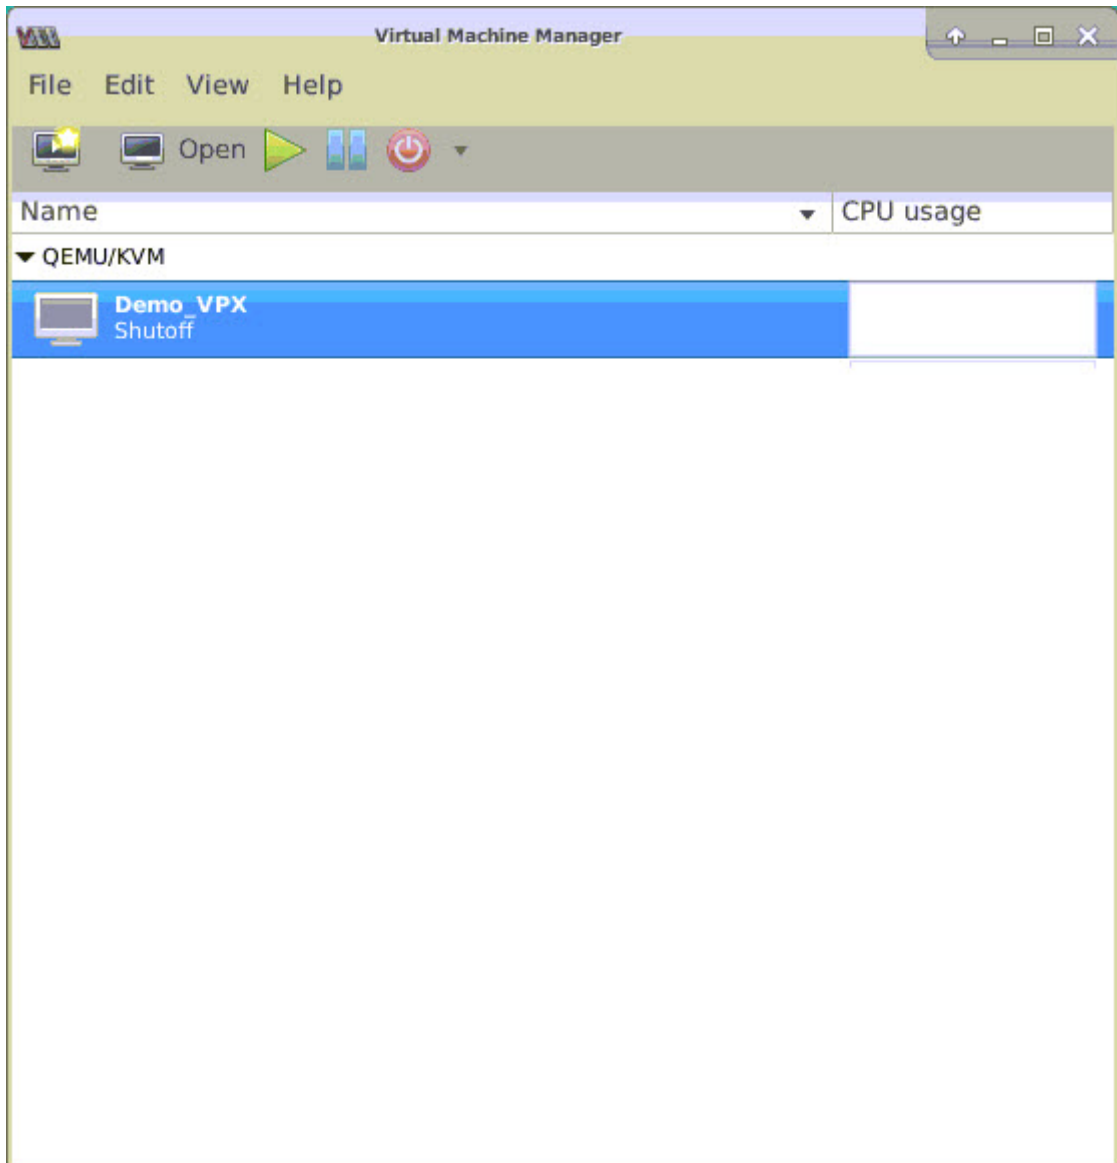 Virtual Machine Manager
File Edit View Help
Open
Name CPU usage
QEMU/KVM
Demo_VPX
Shutoff